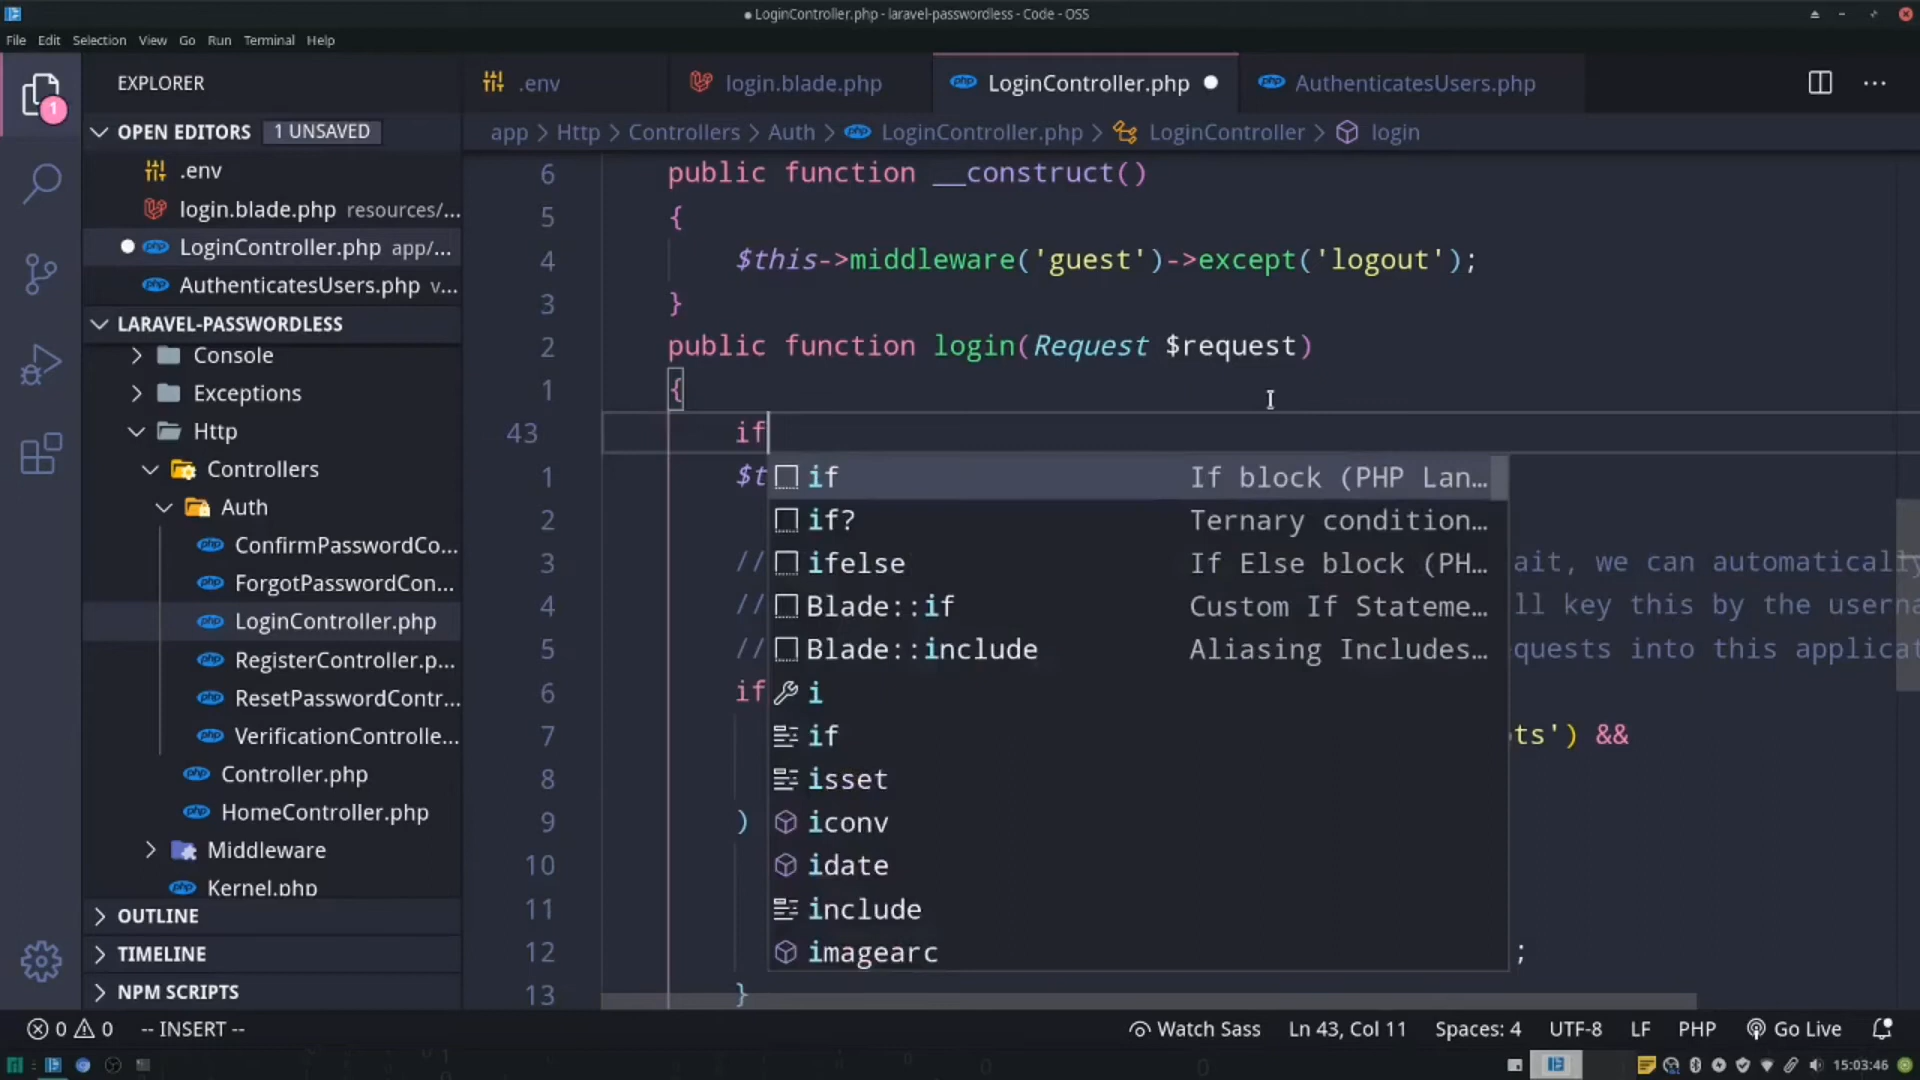 LoginController.php - laravel-passwordless - Code - OSS
File Edit Selection View Go Run Terminal Help
EXPLORER
OPEN EDITORS 1 UNSAVED
.env
login.blade.php resources/...
LoginController.php app/...
AuthenticatesUsers.php v...
LARAVEL-PASSWORDLESS
Console
Exceptions
Http
Controllers
Auth
ConfirmPasswordCo...
ForgotPasswordCon...
LoginController.php
RegisterController.p...
ResetPasswordContr...
VerificationControlle...
Controller.php
HomeController.php
Middleware
Kernel.php
OUTLINE
TIMELINE
NPM SCRIPTS
1
.env login.blade.php LoginController.php AuthenticatesUsers.php
app > Http > Controllers > Auth > LoginController.php > LoginController > login
6 public function __construct()
5 {
4 $this->middleware('guest')->except('logout');
3 }
2 public function login(Request $request)
1 {
43 if
1 $t
2
3 // ait, we can automatically
4 // ll key this by the userna
5 // quests into this applicat
6 if
7 ts') &&
8
9 )
10
11
12 ;
13 }
if If block (PHP Lan...
if? Ternary condition...
ifelse If Else block (PH...
Blade::if Custom If Stateme...
Blade::include Aliasing Includes...
i
if
isset
iconv
idate
include
imagearc
0 0 -- INSERT -- Watch Sass Ln 43, Col 11 Spaces: 4 UTF-8 LF PHP Go Live
15:03:46